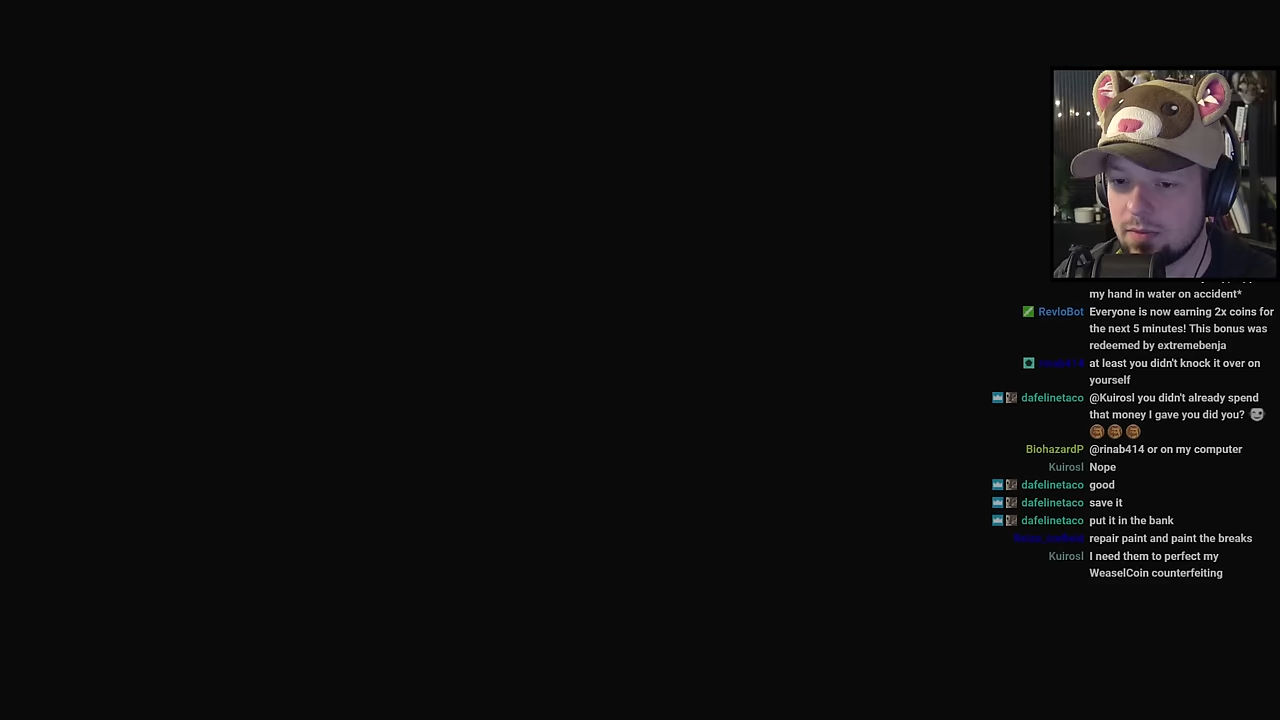 my hand in water on accident*
RevloBot Everyone is now earning 2x coins for
the next 5 minutes! This bonus was
redeemed by extremebenja
at least you didn't knock it over on
yourself
dafelinetaco @Kuirosl you didn't already spend
that money I gave you did you?
BiohazardP @rinab414 or on my computer
Kuirosl Nope
dafelinetaco good
dafelinetaco save it
dafelinetaco put it in the bank
repair paint and paint the breaks
Kuirosl I need them to perfect my
WeaselCoin counterfeiting